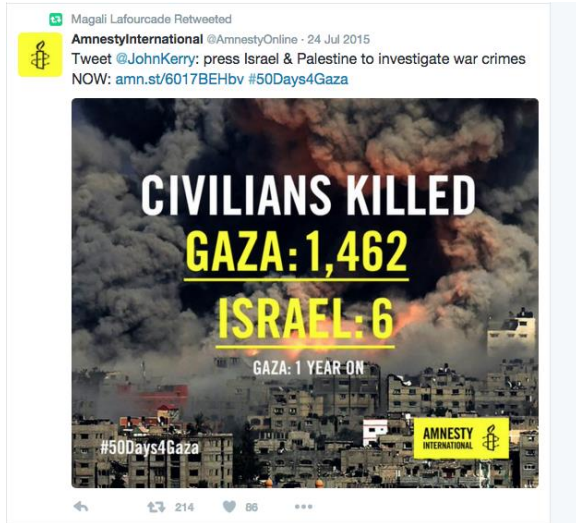 Magali Lafourcade Retweeted
AmnestyInternational @AmnestyOnline · 24 Jul 2015
Tweet @JohnKerry: press Israel & Palestine to investigate war crimes
NOW: amn.st/6017BEHbv #50Days4Gaza
CIVILIANS KILLED
GAZA: 1,462
ISRAEL: 6
GAZA: 1 YEAR ON
#50Days4Gaza
AMNESTY
INTERNATIONAL
214
86